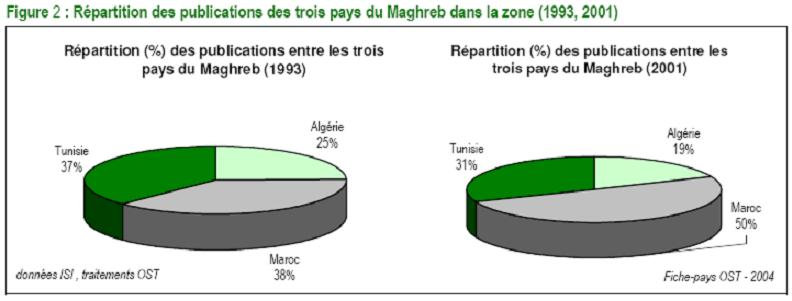 Figure 2 : Répartition des publications des trois pays du Maghreb dans la zone (1993, 2001)
Répartition (%) des publications entre les trois
pays du Maghreb (1993)
Algérie
25%
Tunisie
37%
Maroc
38%
données ISI , traitements OST
Répartition (%) des publications entre les
trois pays du Maghreb (2001)
Algérie
19%
Tunisie
31%
Maroc
50%
Fiche-pays OST - 2004